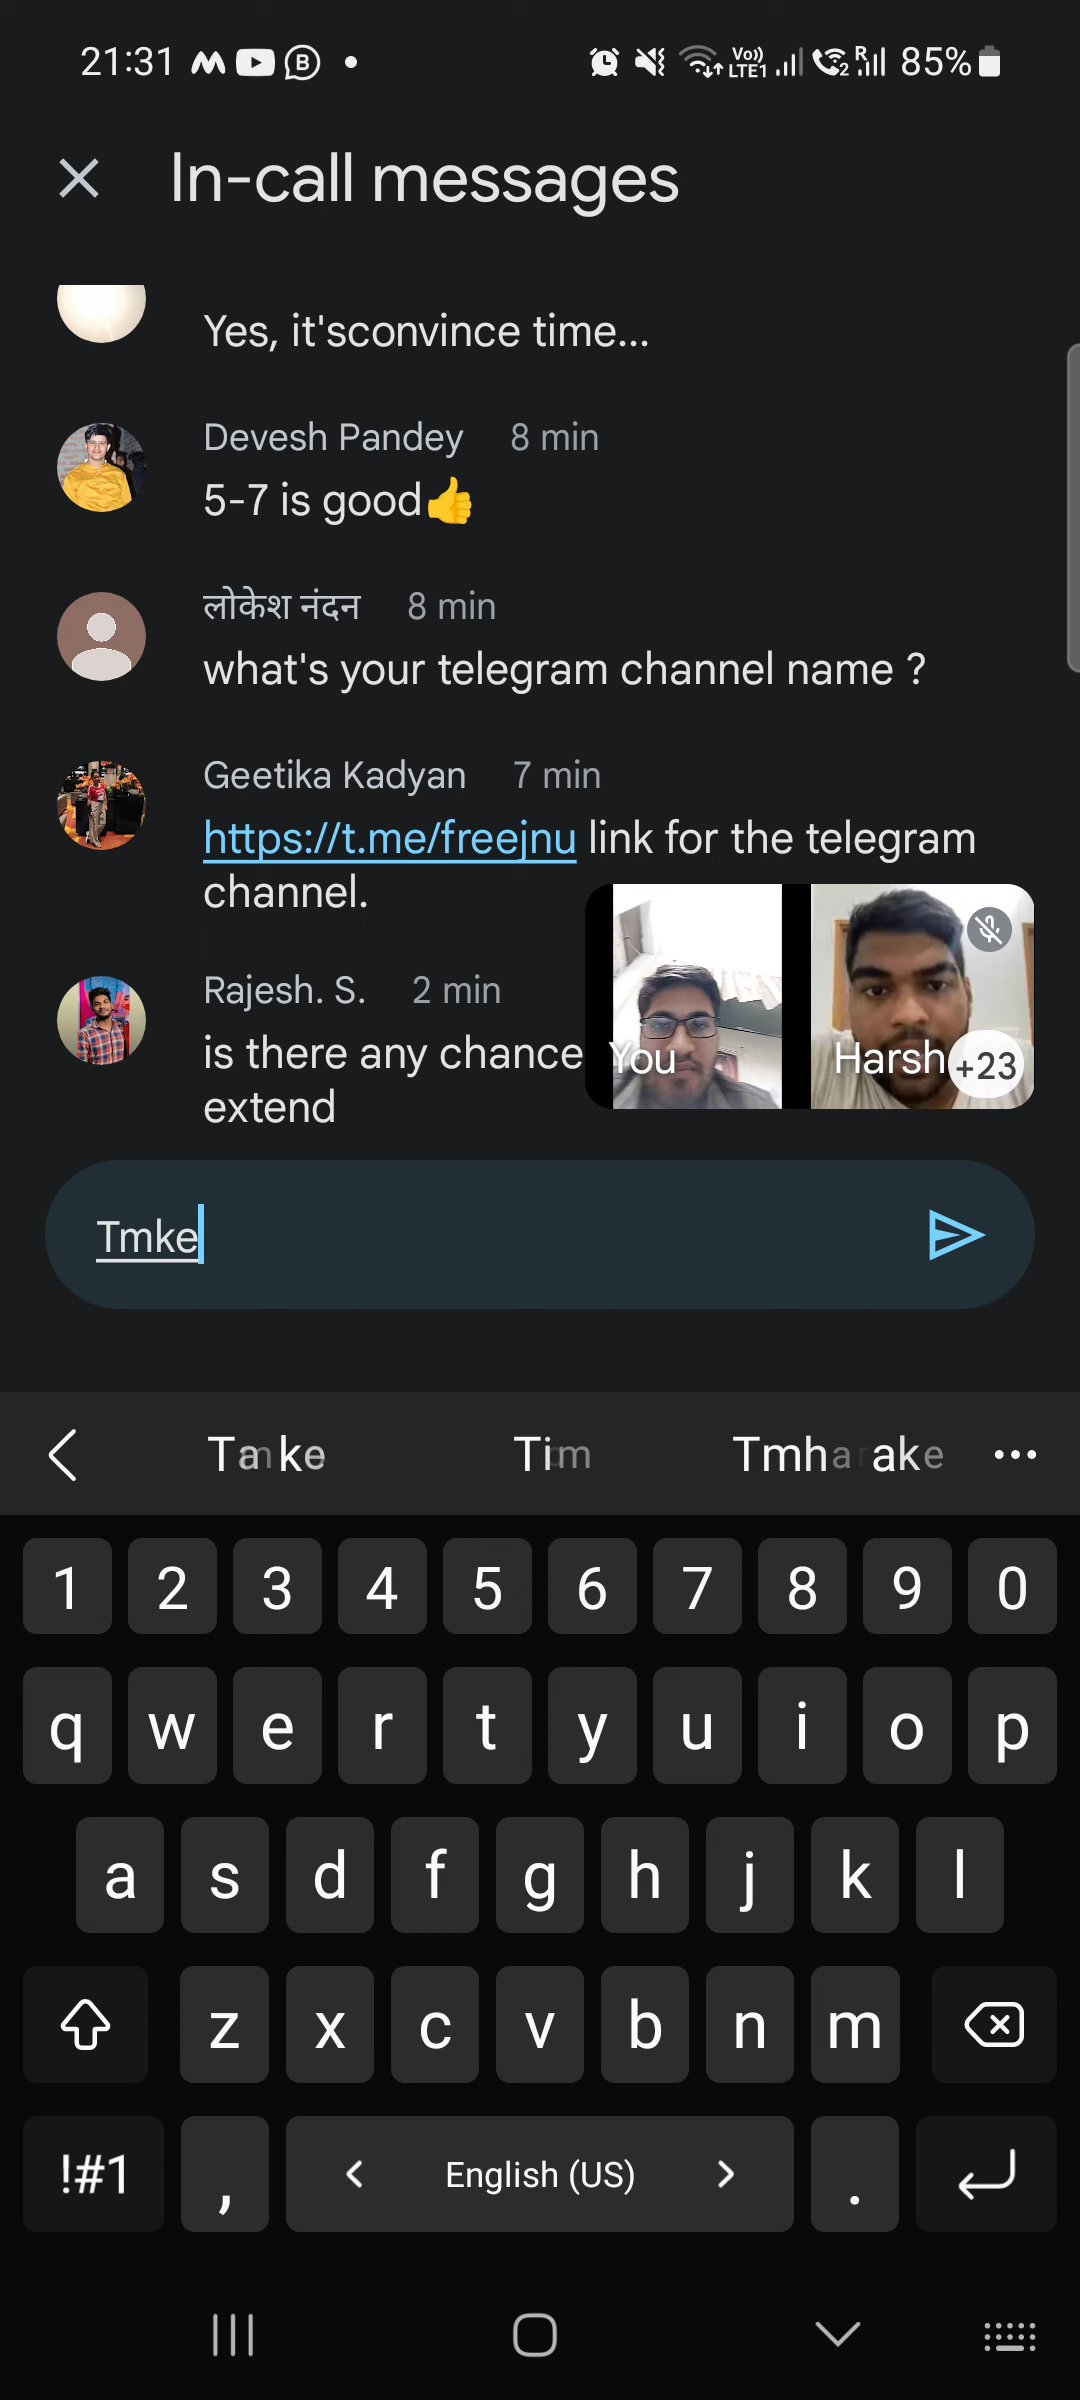 21:31 Vo)) LTE1 2 R 85%
In-call messages
Yes, it'sconvince time...
Devesh Pandey 8 min
5-7 is good👍
लोकेश नंदन 8 min
what's your telegram channel name ?
Geetika Kadyan 7 min
https://t.me/freejnu link for the telegram
channel.
Rajesh. S. 2 min
is there any chance
extend
You Harsh +23
Tmke
1 2 3 4 5 6 7 8 9 0
q w e r t y u i o p
a s d f g h j k l
z x c v b n m
!#1 , < English (US) > .